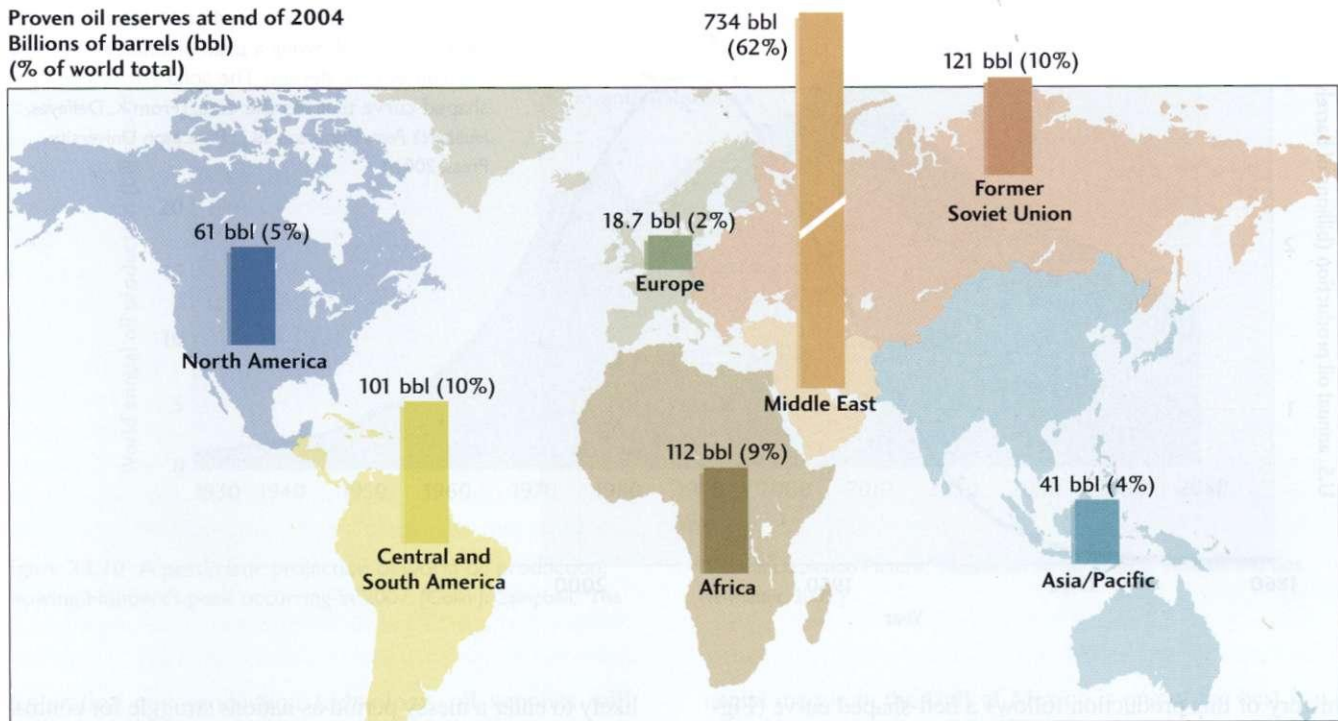 Proven oil reserves at end of 2004
Billions of barrels (bbl)
(% of world total)
734 bbl
(62%)
121 bbl (10%)
Former
Soviet Union
18.7 bbl (2%)
Europe
61 bbl (5%)
North America
Middle East
101 bbl (10%)
Central and
South America
112 bbl (9%)
Africa
41 bbl (4%)
Asia/Pacific